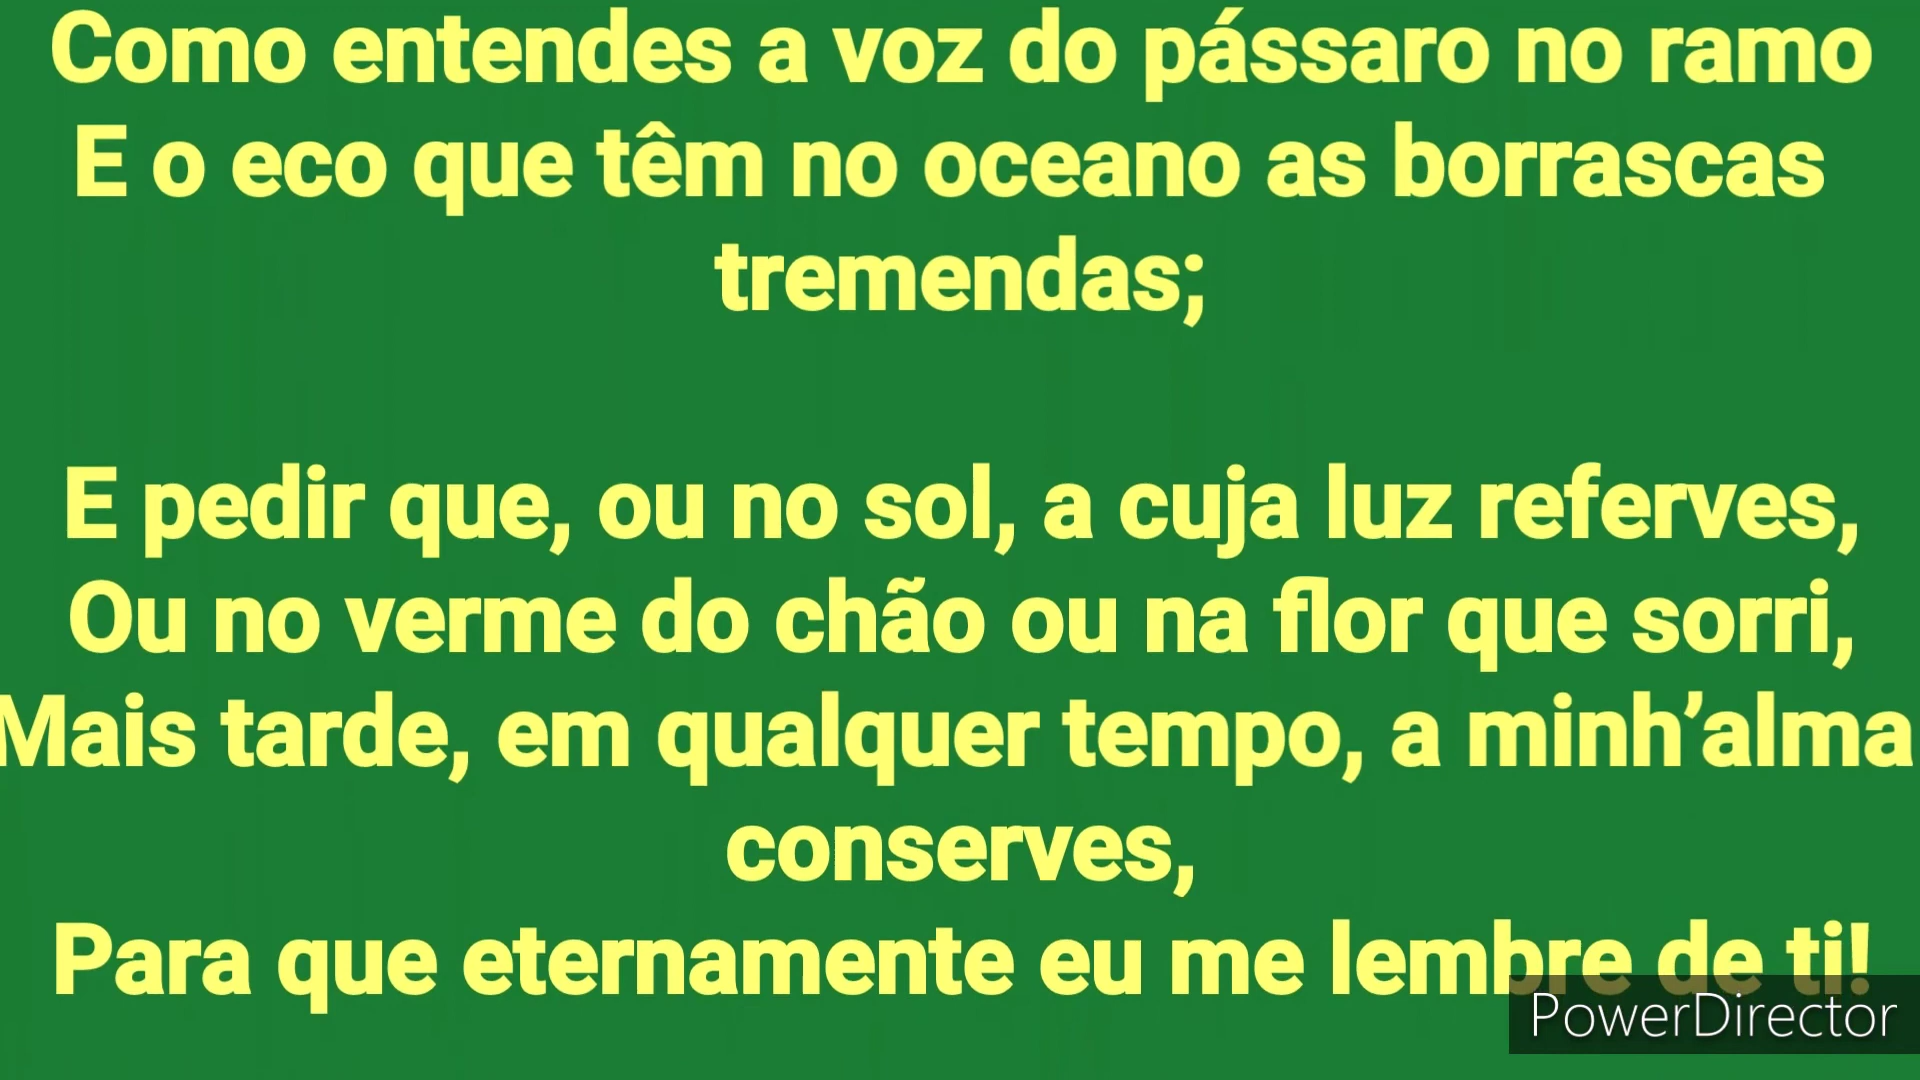 Como entendes a voz do pássaro no ramo
E o eco que têm no oceano as borrascas
tremendas;
E pedir que, ou no sol, a cuja luz referves,
Ou no verme do chão ou na flor que sorri,
Mais tarde, em qualquer tempo, a minh’alma
conserves,
Para que eternamente eu me lembre de ti!
PowerDirector